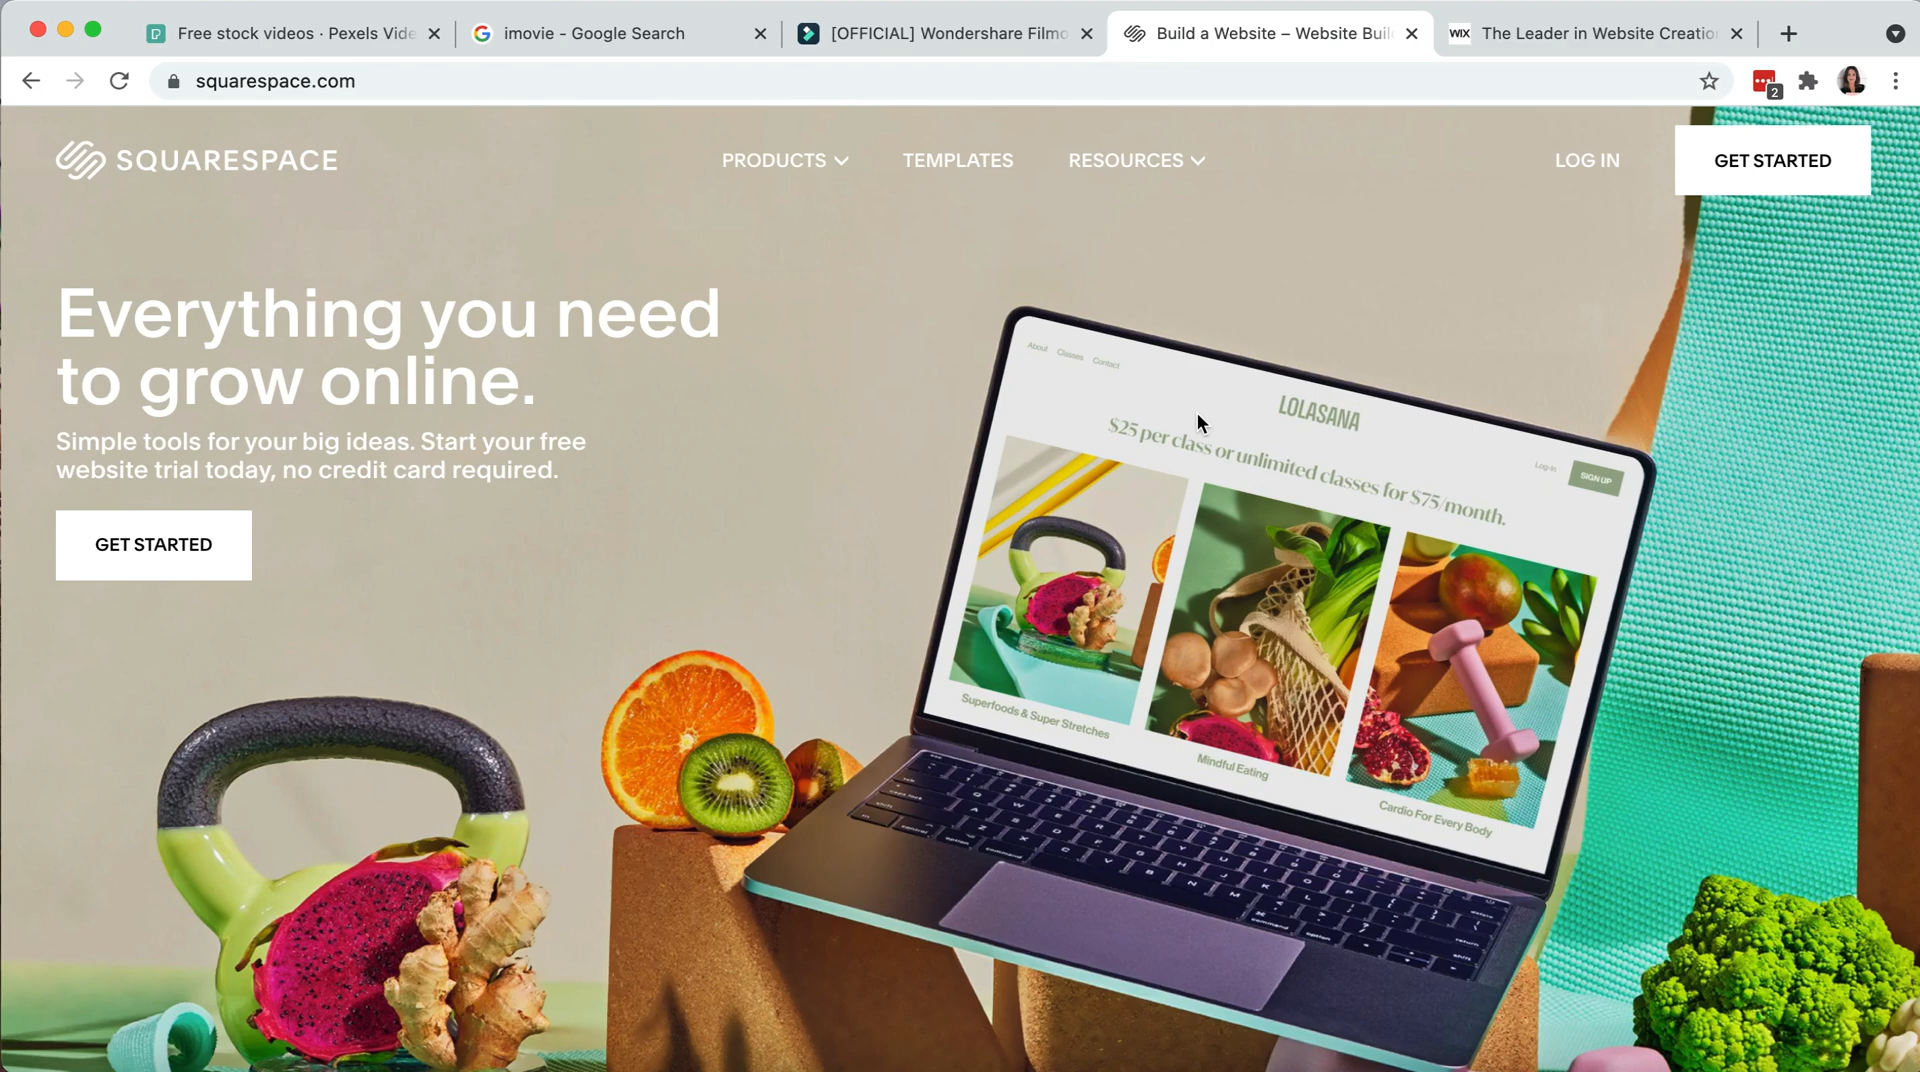 Free stock videos · Pexels Vide
imovie - Google Search
[OFFICIAL] Wondershare Filmo
Build a Website – Website Buil
WIX
The Leader in Website Creation
squarespace.com
2
SQUARESPACE
PRODUCTS
TEMPLATES
RESOURCES
LOG IN
GET STARTED
Everything you need
to grow online.
Simple tools for your big ideas. Start your free
website trial today, no credit card required.
GET STARTED
About Classes Contact
LOLASANA
$25 per class or unlimited classes for $75/month.
Log-In
SIGN UP
Superfoods & Super Stretches
Mindful Eating
Cardio For Every Body